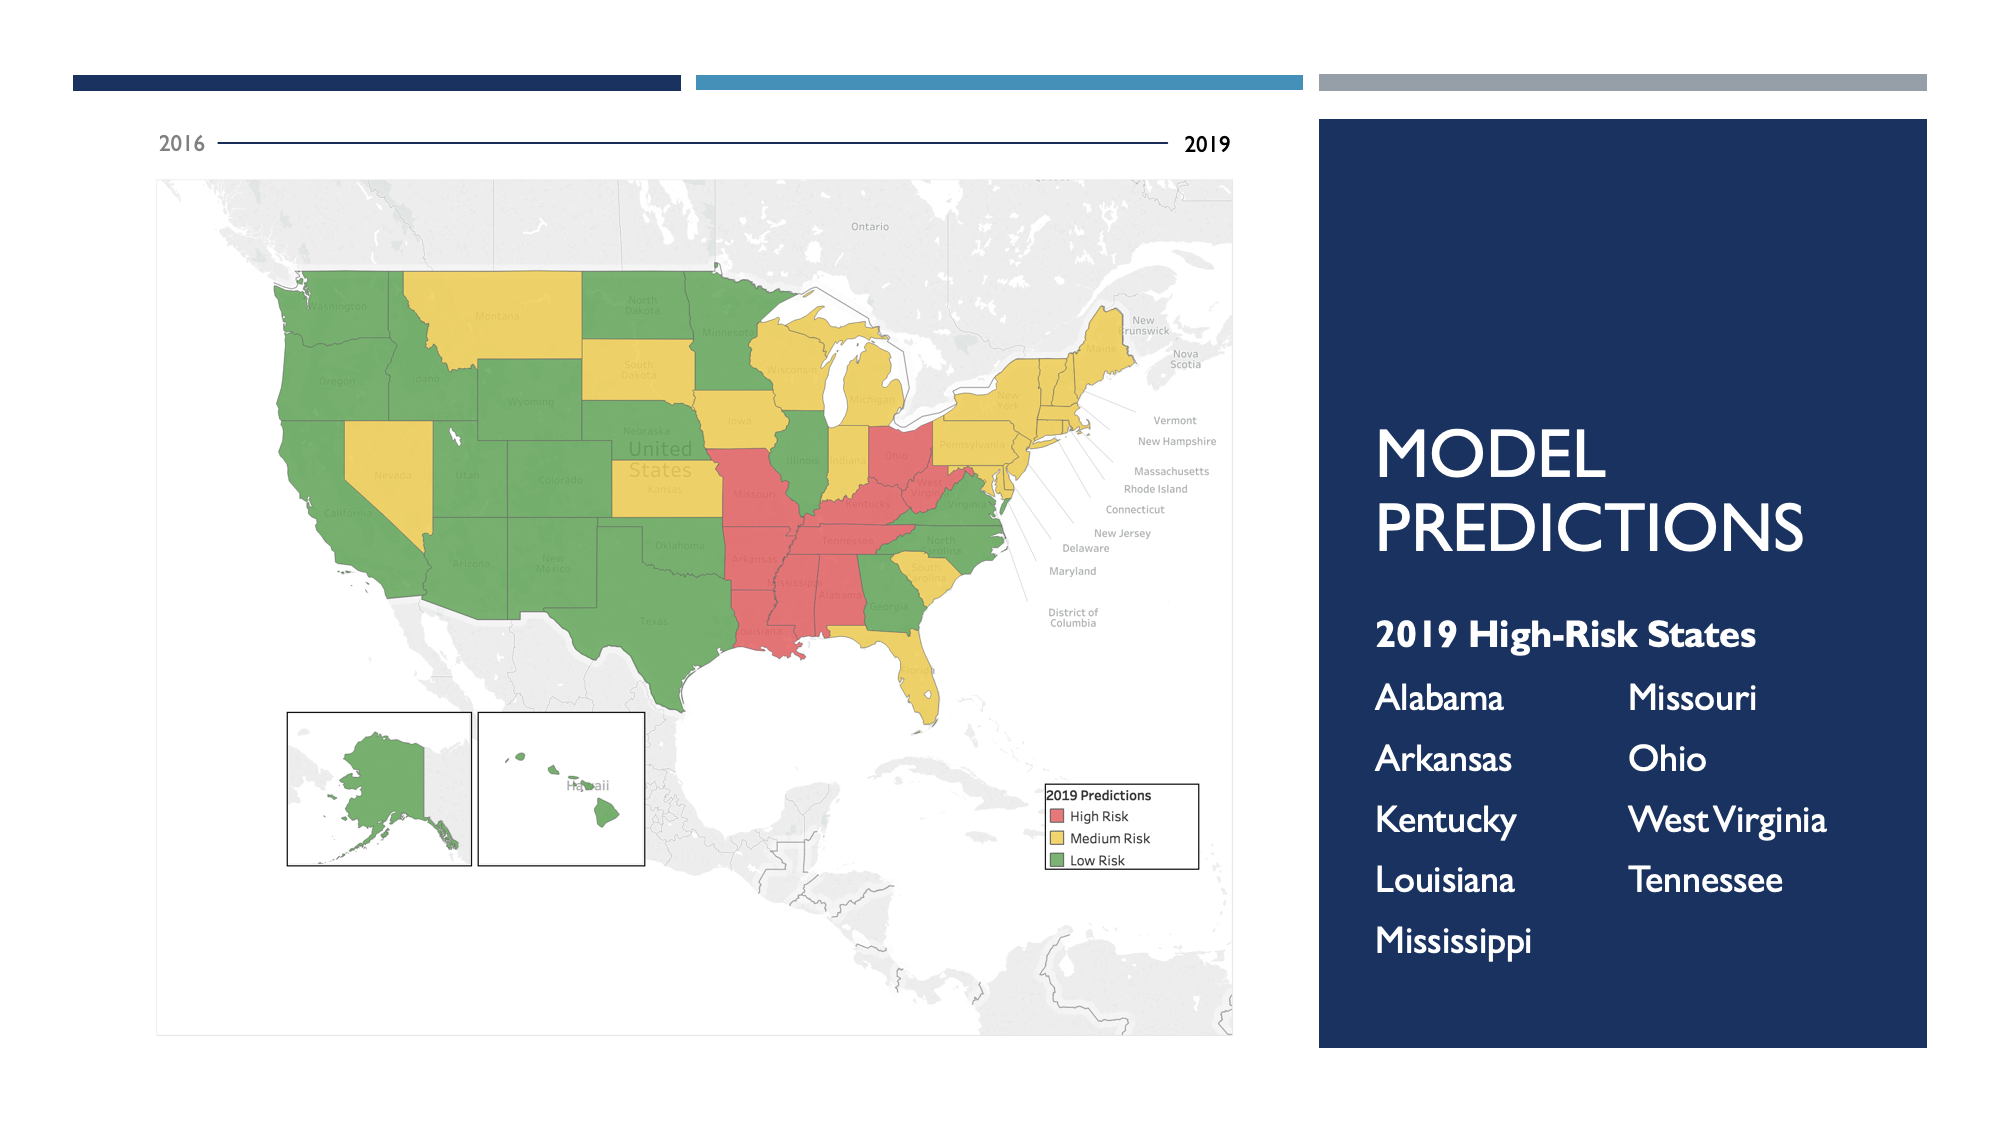 2016
2019
Ontario
Washington
Montana
North
Dakota
Minnesota
New
Brunswick
Nova
Scotia
Maine
Oregon
Idaho
South
Dakota
Wisconsin
Michigan
New
York
Wyoming
Nebraska
Iowa
Vermont
New Hampshire
United
States
Pennsylvania
Massachusetts
Nevada
Utah
Colorado
Kansas
Missouri
Illinois
Indiana
Ohio
West
Virginia
Rhode Island
California
Kentucky
Virginia
Connecticut
New Jersey
Delaware
Maryland
District of
Columbia
Arizona
New
Mexico
Oklahoma
Arkansas
Tennessee
North
Carolina
South
Carolina
Mississippi
Alabama
Georgia
Texas
Louisiana
Florida
Hawaii
2019 Predictions
High Risk
Medium Risk
Low Risk
MODEL
PREDICTIONS
2019 High-Risk States
Alabama
Arkansas
Kentucky
Louisiana
Mississippi
Missouri
Ohio
West Virginia
Tennessee